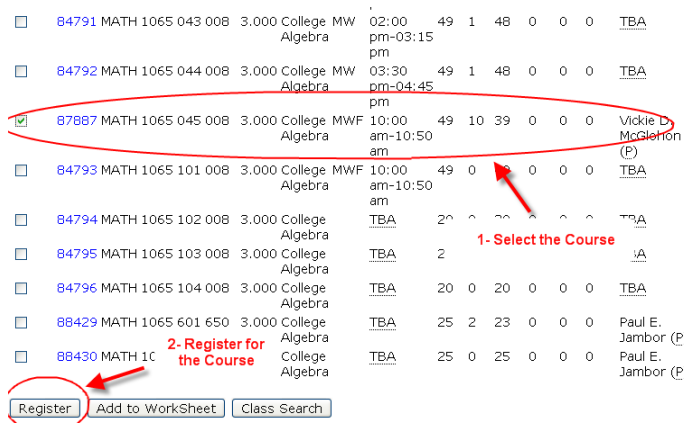 84791 MATH 1065 043 008 3.000 College MW 02:00 49 1 48 0 0 0 TBA
Algebra pm-03:15
pm
84792 MATH 1065 044 008 3.000 College MW 03:30 49 1 48 0 0 0 TBA
Algebra pm-04:45
pm
87887 MATH 1065 045 008 3.000 College MWF 10:00 49 10 39 0 0 0 Vickie D.
Algebra am-10:50 McGlohon
am (P)
84793 MATH 1065 101 008 3.000 College MWF 10:00 49 0 0 0 0 TBA
Algebra am-10:50
am
84794 MATH 1065 102 008 3.000 College TBA
Algebra
1- Select the Course
84795 MATH 1065 103 008 3.000 College TBA 2
Algebra
84796 MATH 1065 104 008 3.000 College TBA 20 0 20 0 0 0 TBA
Algebra
88429 MATH 1065 601 650 3.000 College TBA 25 2 23 0 0 0 Paul E.
Algebra Jambor (P
2- Register for
the Course
88430 MATH College TBA 25 0 25 0 0 0 Paul E.
Algebra Jambor (P
Register Add to WorkSheet Class Search